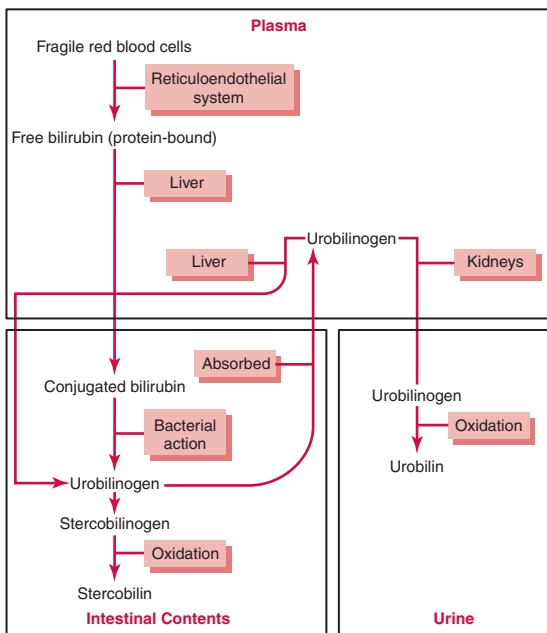 Plasma
Fragile red blood cells
Reticuloendothelial
system
Free bilirubin (protein-bound)
Liver
Urobilinogen
Liver
Kidneys
Absorbed
Conjugated bilirubin
Bacterial
action
Urobilinogen
Stercobilinogen
Oxidation
Stercobilin
Intestinal Contents
Urobilinogen
Oxidation
Urobilin
Urine